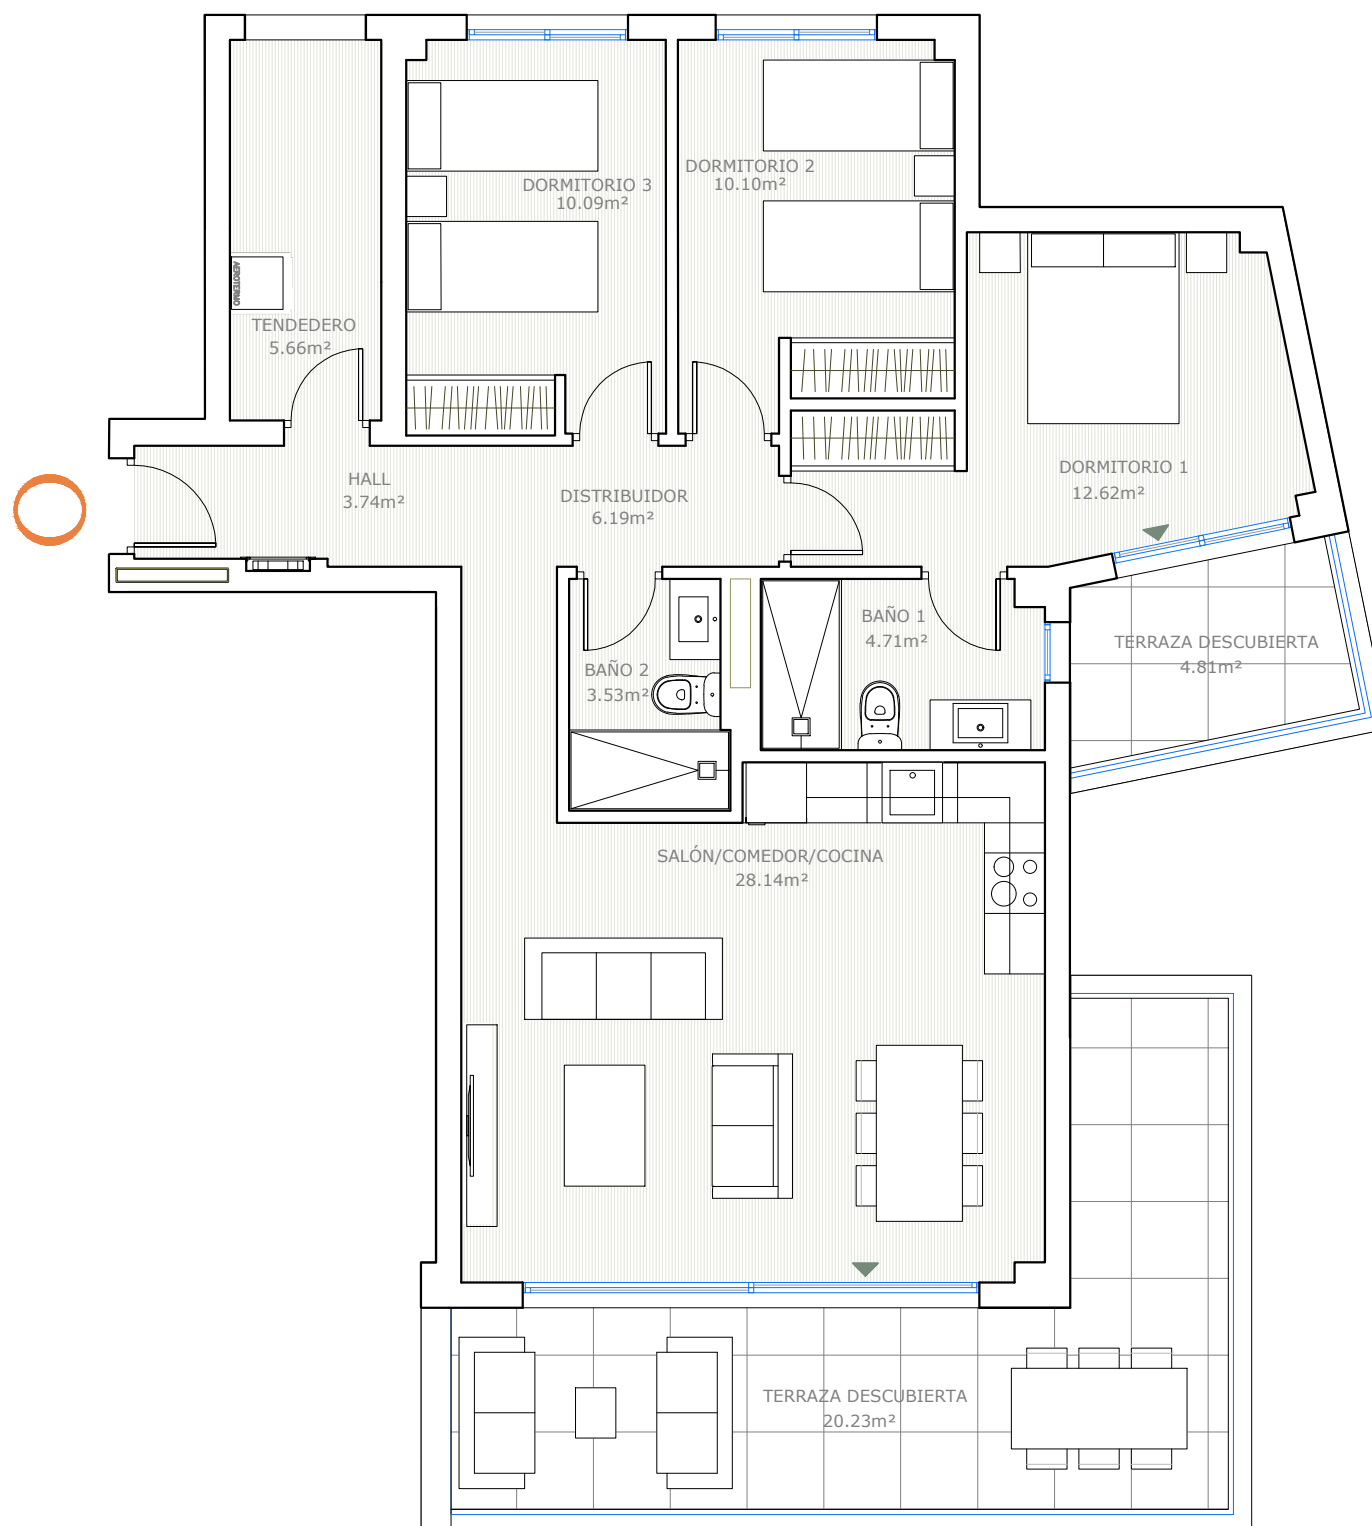 DORMITORIO 3
10.09m²
DORMITORIO 2
10.10m²
AEROTERMO
TENDEDERO
5.66m²
HALL
3.74m²
DISTRIBUIDOR
6.19m²
DORMITORIO 1
12.62m²
BAÑO 2
3.53m²
BAÑO 1
4.71m²
TERRAZA DESCUBIERTA
4.81m²
SALÓN/COMEDOR/COCINA
28.14m²
TERRAZA DESCUBIERTA
20.23m²